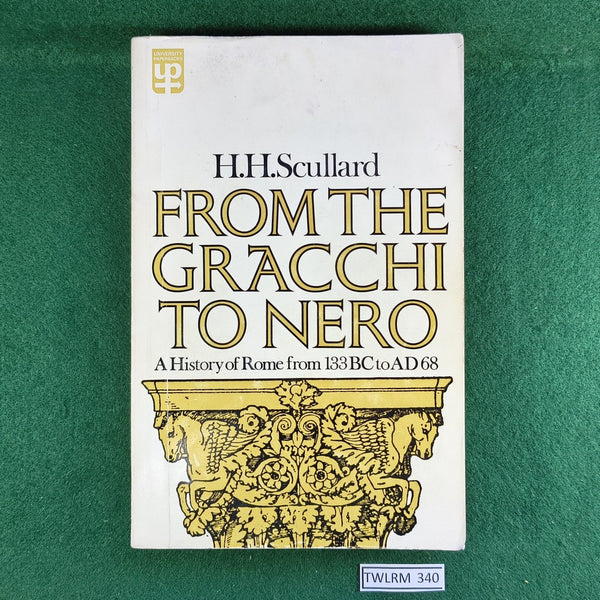 UNIVERSITY
PAPERBACKS
up
H.H.Scullard
FROM THE
GRACCHI
TO NERO
A History of Rome from 133 BC to AD 68
TWLRM 340